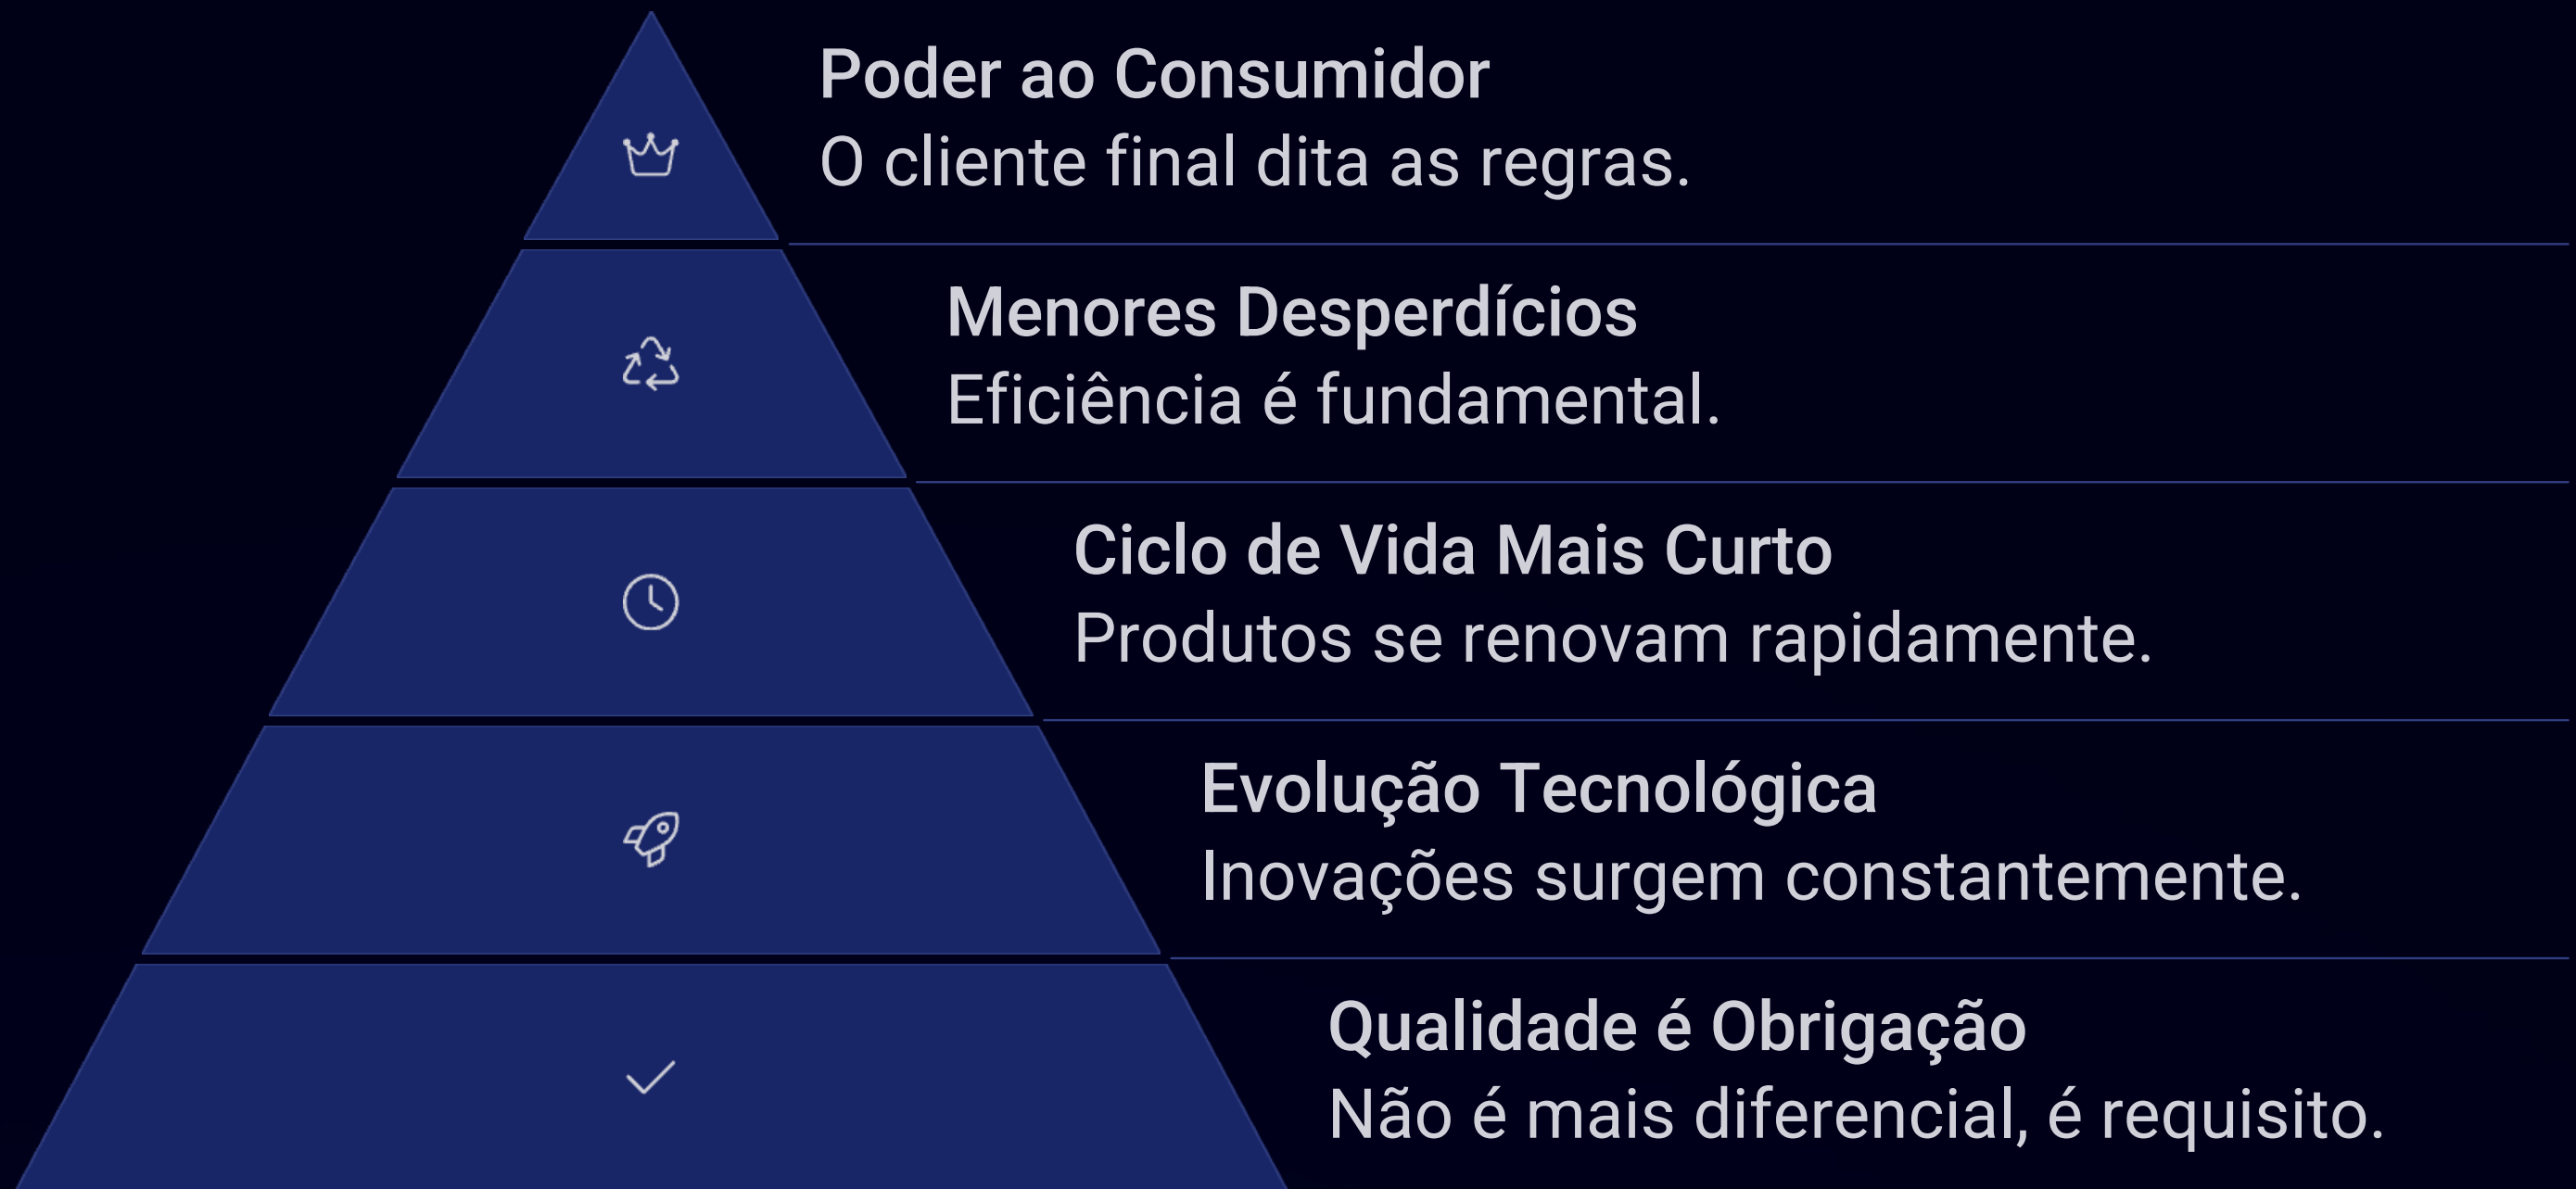 Poder ao Consumidor
O cliente final dita as regras.
Menores Desperdícios
Eficiência é fundamental.
Ciclo de Vida Mais Curto
Produtos se renovam rapidamente.
Evolução Tecnológica
Inovações surgem constantemente.
Qualidade é Obrigação
Não é mais diferencial, é requisito.